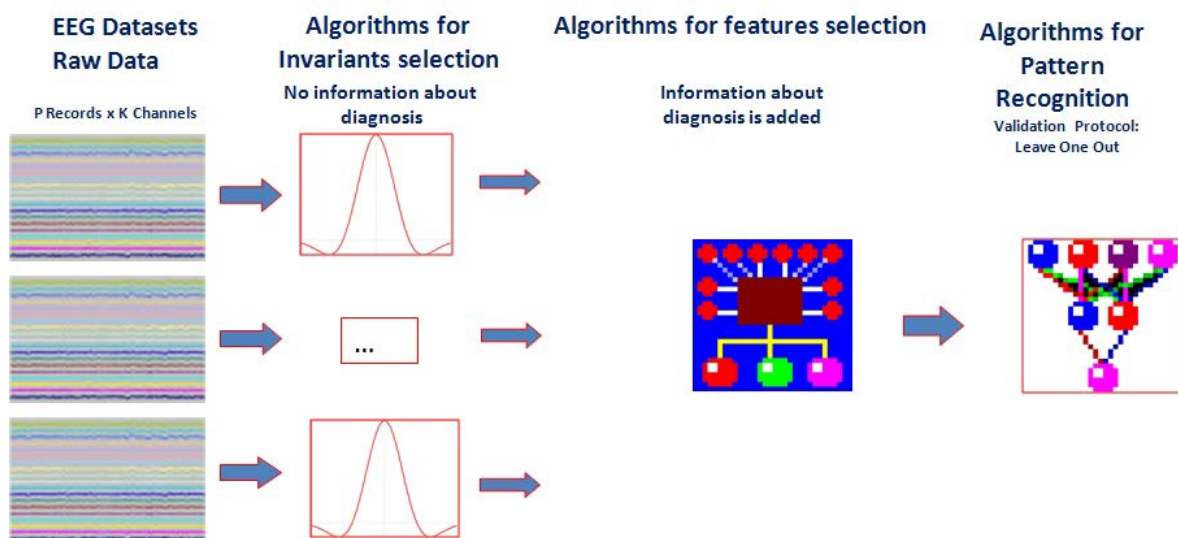 EEG Datasets
Raw Data
P Records x K Channels
Algorithms for
Invariants selection
No information about
diagnosis
...
Algorithms for features selection
Information about
diagnosis is added
Algorithms for
Pattern
Recognition
Validation Protocol:
Leave One Out